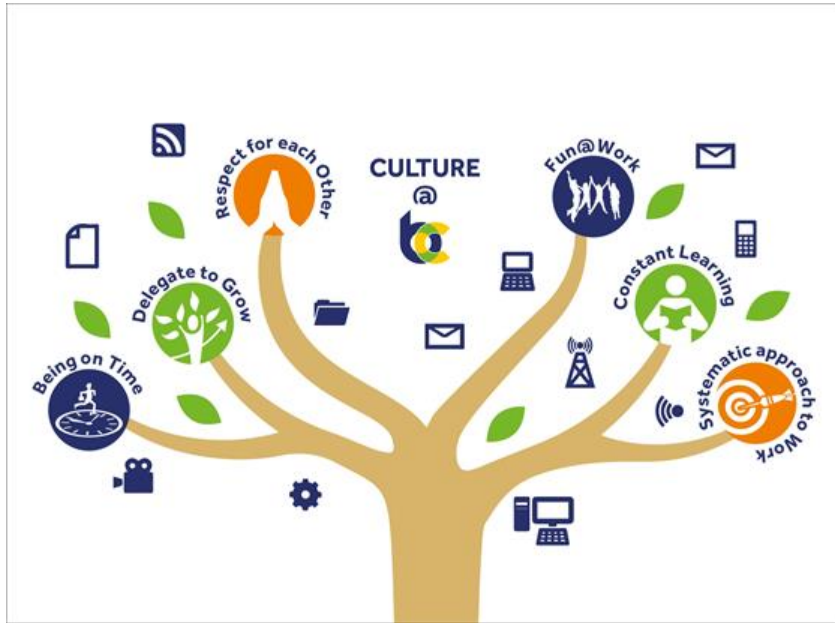 CULTURE
@
bcc
Respect for each Other
Fun@Work
Delegate to Grow
Constant Learning
Being on Time
Systematic approach to Work